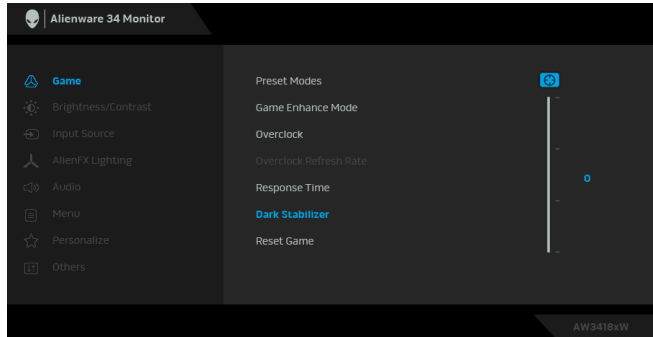 Alienware 34 Monitor
Game
Brightness/Contrast
Input Source
AlienFX Lighting
Audio
Menu
Personalize
Others
Preset Modes
Game Enhance Mode
Overclock
Overclock Refresh Rate
Response Time
Dark Stabilizer
Reset Game
0
AW3418xW